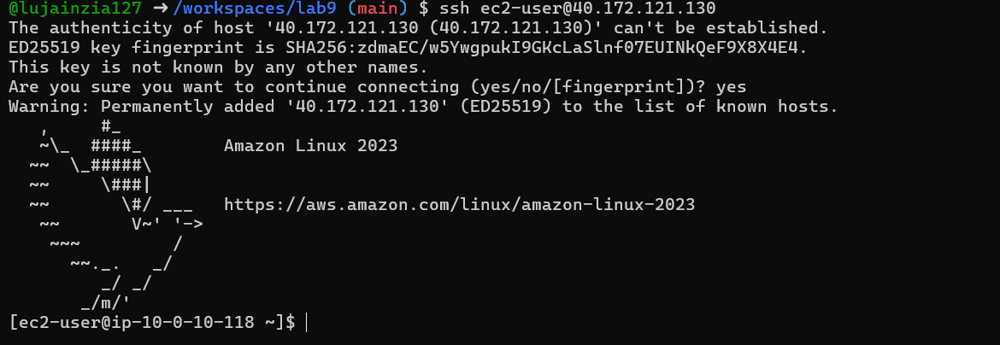 @lujainzia127 ➜ /workspaces/lab9 (main) $ ssh ec2-user@40.172.121.130
The authenticity of host '40.172.121.130 (40.172.121.130)' can't be established.
ED25519 key fingerprint is SHA256:zdmaEC/w5YwgpukI9GKcLaSlnf07EUINkQeF9X8X4E4.
This key is not known by any other names.
Are you sure you want to continue connecting (yes/no/[fingerprint])? yes
Warning: Permanently added '40.172.121.130' (ED25519) to the list of known hosts.
   ,     #_
   ~\_  ####_        Amazon Linux 2023
  ~~  \_#####\
  ~~     \###|
  ~~       \#/ ___   https://aws.amazon.com/linux/amazon-linux-2023
   ~~       V~' '->
    ~~~         /
      ~~._.   _/
         _/ _/
       _/m/'
[ec2-user@ip-10-0-10-118 ~]$